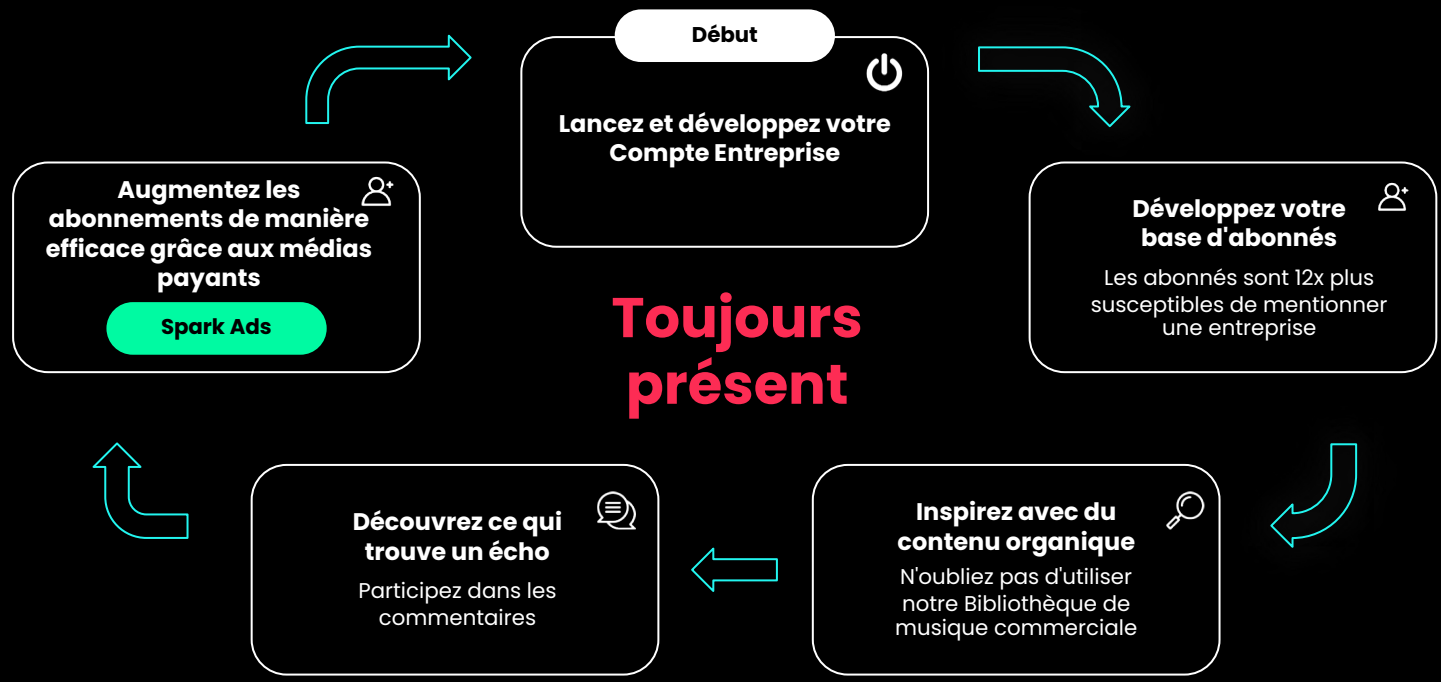 Début
Lancez et développez votre
Compte Entreprise
Développez votre
base d'abonnés
Les abonnés sont 12x plus
susceptibles de mentionner
une entreprise
Inspirez avec du
contenu organique
N'oubliez pas d'utiliser
notre Bibliothèque de
musique commerciale
Découvrez ce qui
trouve un écho
Participez dans les
commentaires
Augmentez les
abonnements de manière
efficace grâce aux médias
payants
Spark Ads
Toujours
présent